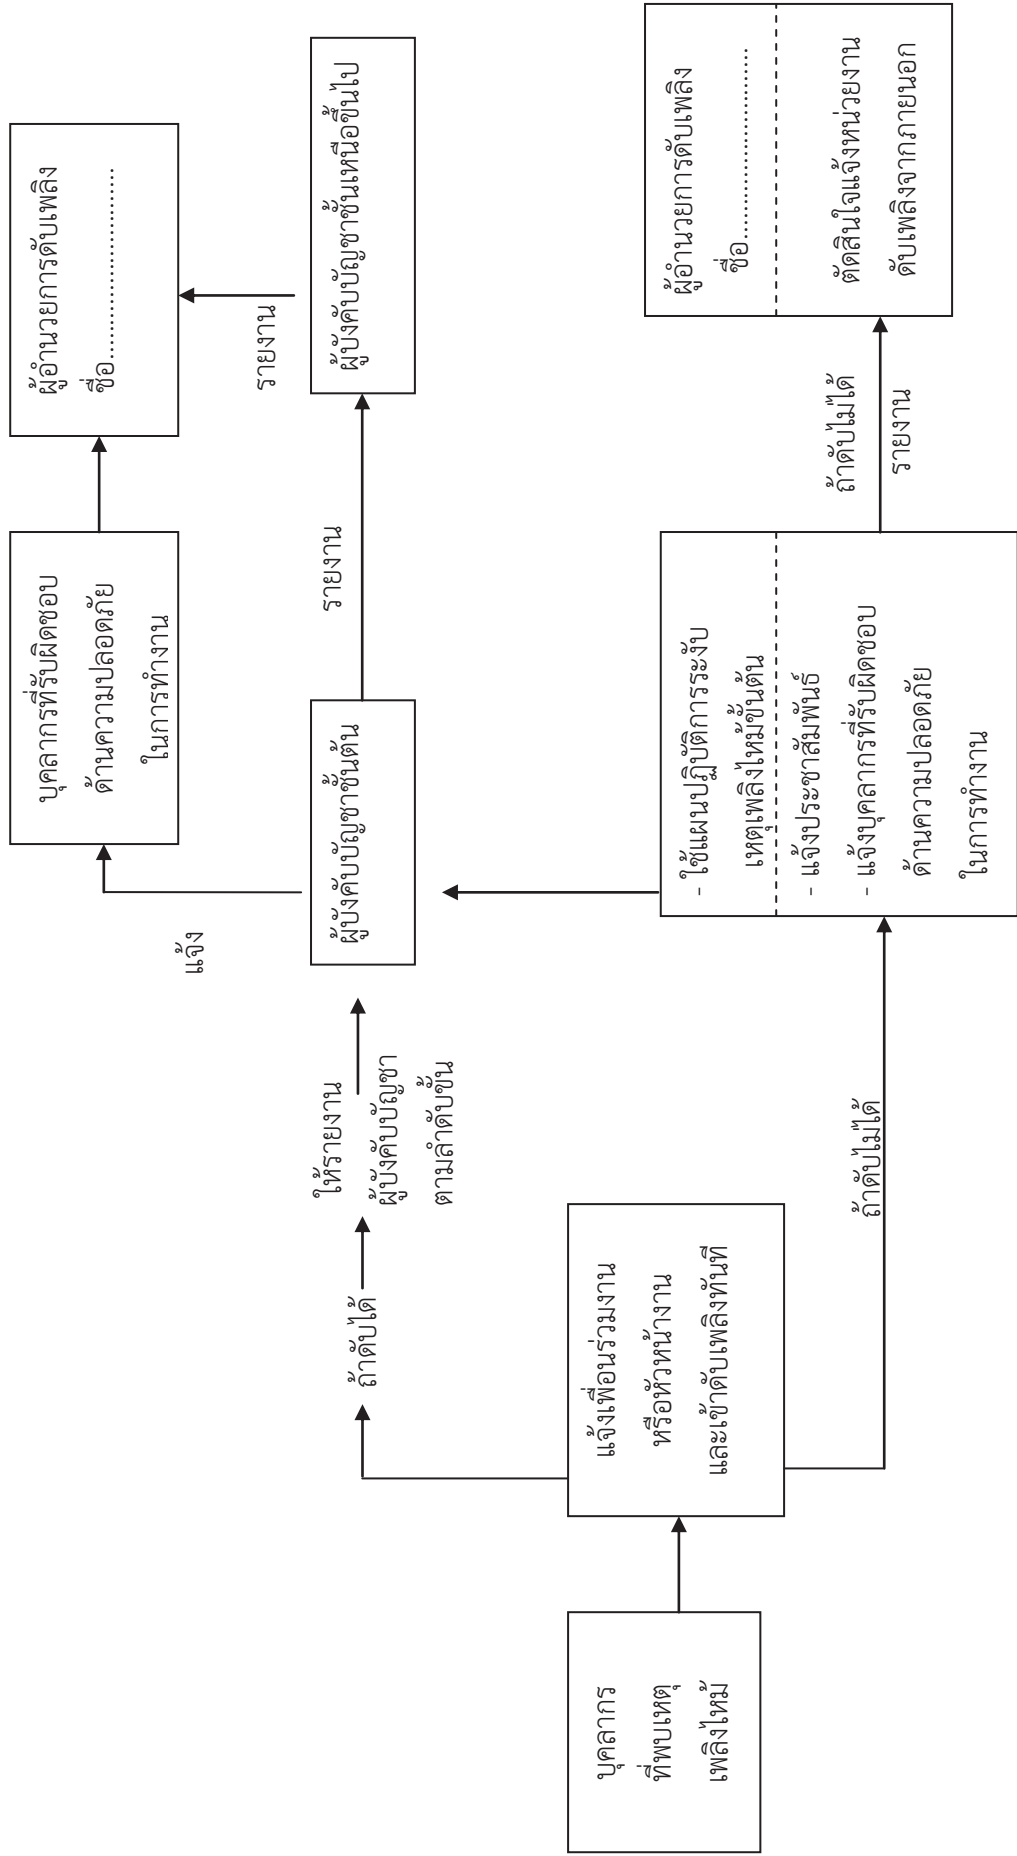 บุคลากร
ที่พบเหตุ
เพลิงไหม้
แจ้งเพื่อนร่วมงาน
หรือหัวหน้างาน
และเข้าดับเพลิงทันที
ถ้าดับได้
ให้รายงาน
ผู้บังคับบัญชา
ตามลำดับขั้น
ผู้บังคับบัญชาชั้นต้น
แจ้ง
บุคลากรที่รับผิดชอบ
ด้านความปลอดภัย
ในการทำงาน
ผู้อำนวยการดับเพลิง
ชื่อ......................................
รายงาน
ผู้บังคับบัญชาชั้นเหนือขึ้นไป
รายงาน
ถ้าดับไม่ได้
- ใช้แผนปฏิบัติการระงับ
เหตุเพลิงไหม้ขั้นต้น
- แจ้งประชาสัมพันธ์
- แจ้งบุคลากรที่รับผิดชอบ
ด้านความปลอดภัย
ในการทำงาน
ถ้าดับไม่ได้
รายงาน
ผู้อำนวยการดับเพลิง
ชื่อ......................................
ตัดสินใจแจ้งหน่วยงาน
ดับเพลิงจากภายนอก